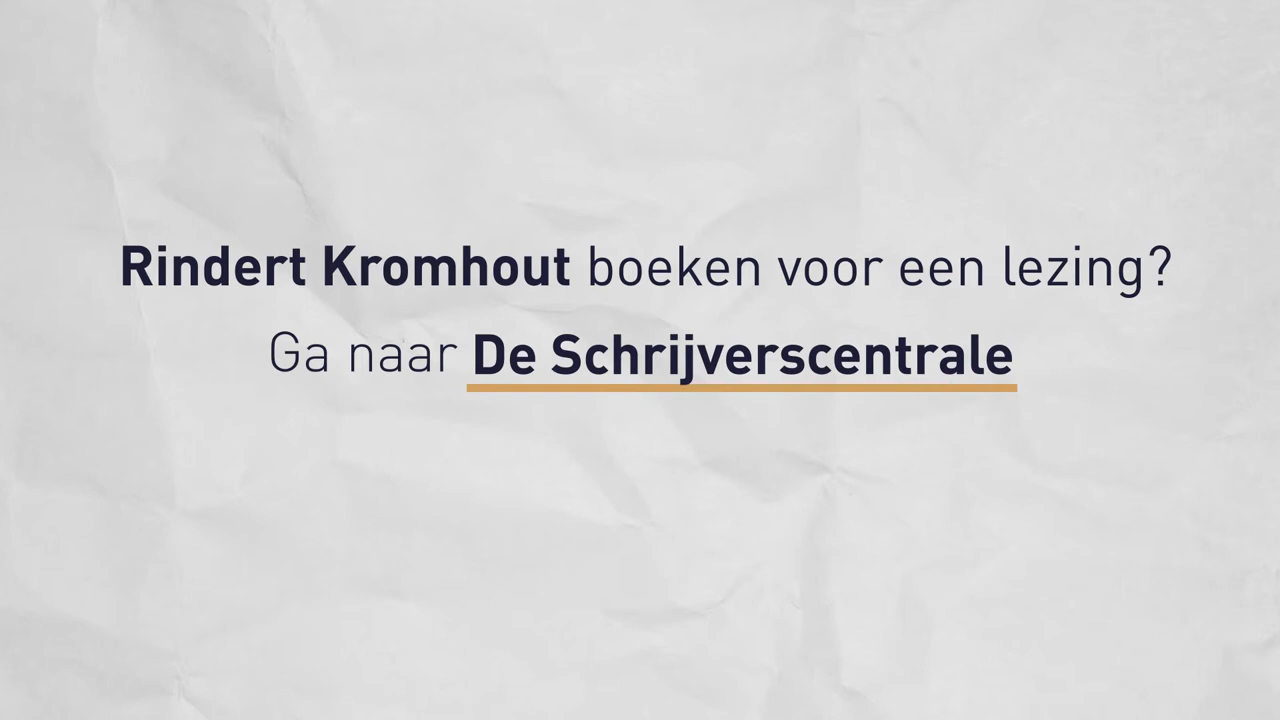 Rindert Kromhout boeken voor een lezing?
Ga naar De Schrijverscentrale